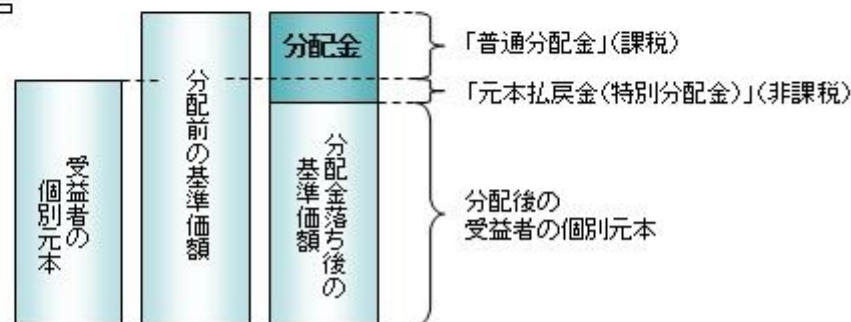 受益者の
個別元本
分配前の基準価額
分配金
分配金落ち後の
基準価額
「普通分配金」(課税)
「元本払戻金(特別分配金)」(非課税)
分配後の
受益者の個別元本